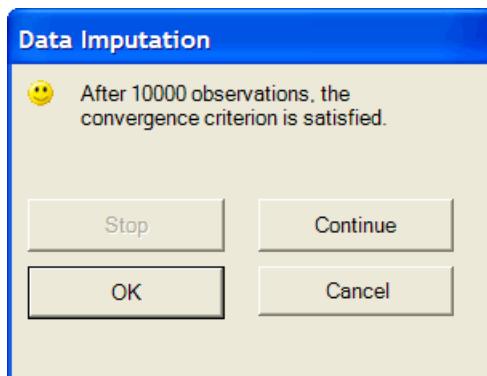 Data Imputation
After 10000 observations, the
convergence criterion is satisfied.
Stop
Continue
OK
Cancel